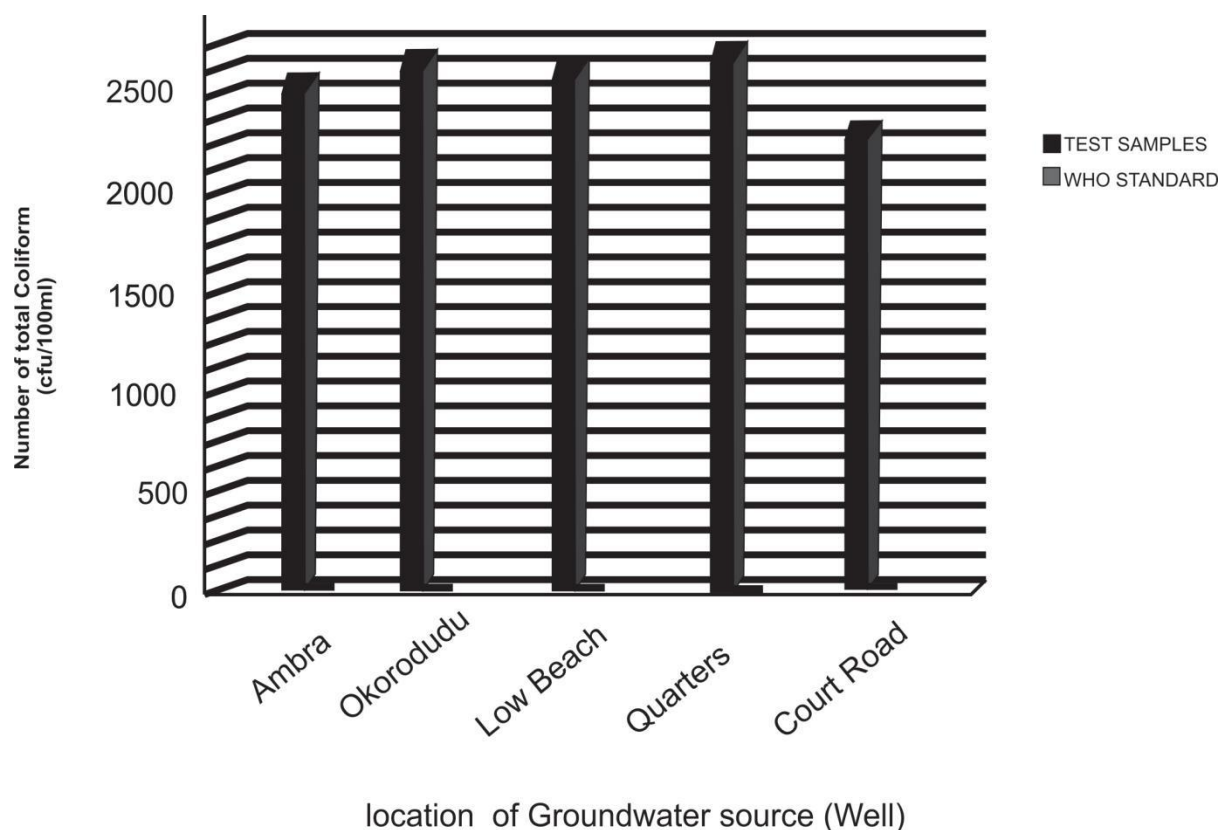 2500
2000
1500
1000
500
0
Number of total Coliform
(cfu/100ml)
TEST SAMPLES
WHO STANDARD
Ambra
Okorodudu
Low Beach
Quarters
Court Road
location of Groundwater source (Well)